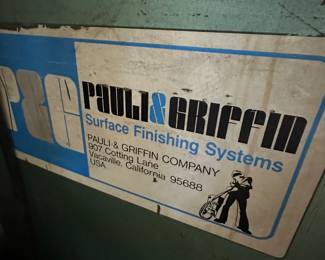 P&G
PAULI&GRIFFIN
Surface Finishing Systems
PAULI & GRIFFIN COMPANY
907 Cotting Lane
Vacaville, California 95688
USA